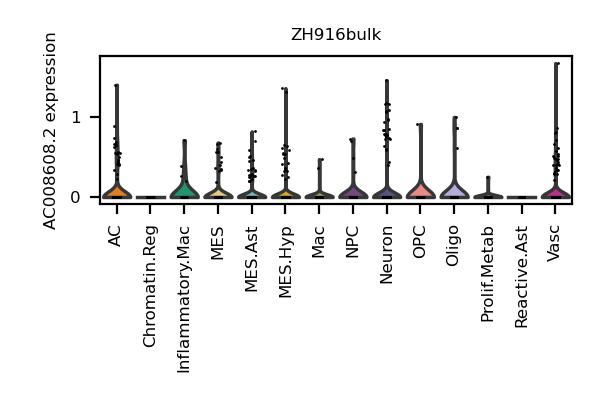 ZH916bulk
AC008608.2 expression
1
0
AC
Chromatin.Reg
Inflammatory.Mac
MES
MES.Ast
MES.Hyp
Mac
NPC
Neuron
OPC
Oligo
Prolif.Metab
Reactive.Ast
Vasc